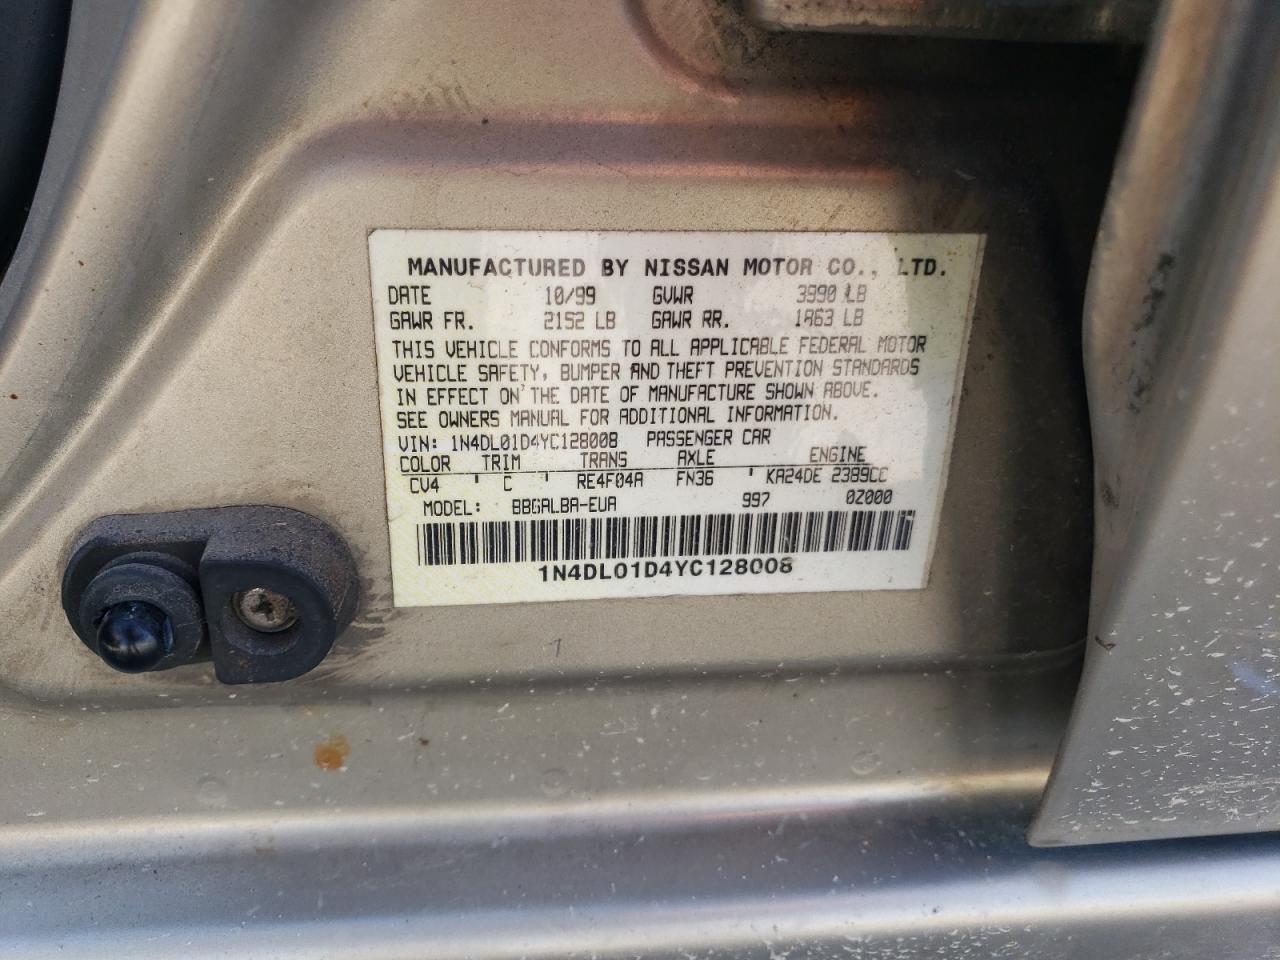 MANUFACTURED BY NISSAN MOTOR CO., LTD.
DATE 10/99 GVWR 3990 LB
GAWR FR. 2152 LB GAWR RR. 1863 LB
THIS VEHICLE CONFORMS TO ALL APPLICABLE FEDERAL MOTOR
VEHICLE SAFETY, BUMPER AND THEFT PREVENTION STANDARDS
IN EFFECT ON THE DATE OF MANUFACTURE SHOWN ABOVE.
SEE OWNERS MANUAL FOR ADDITIONAL INFORMATION.
VIN: 1N4DL01D4YC128008 PASSENGER CAR
COLOR TRIM TRANS AXLE ENGINE
CV4 C RE4F04A FN36 KA24DE 2389CC
MODEL: BBGALBA-EUA 997 0Z000
1N4DL01D4YC128008